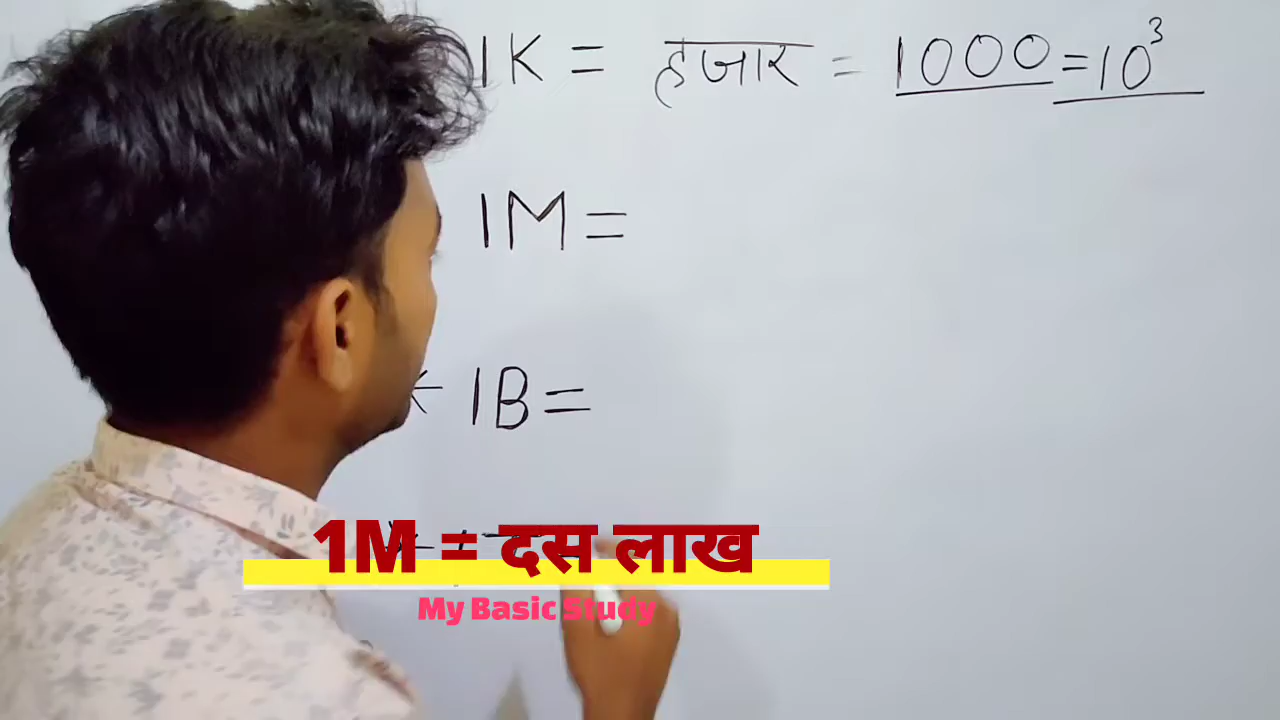 1K = हजार = 1000 = 10³
1M =
1B =
1M = दस लाख
My Basic Study